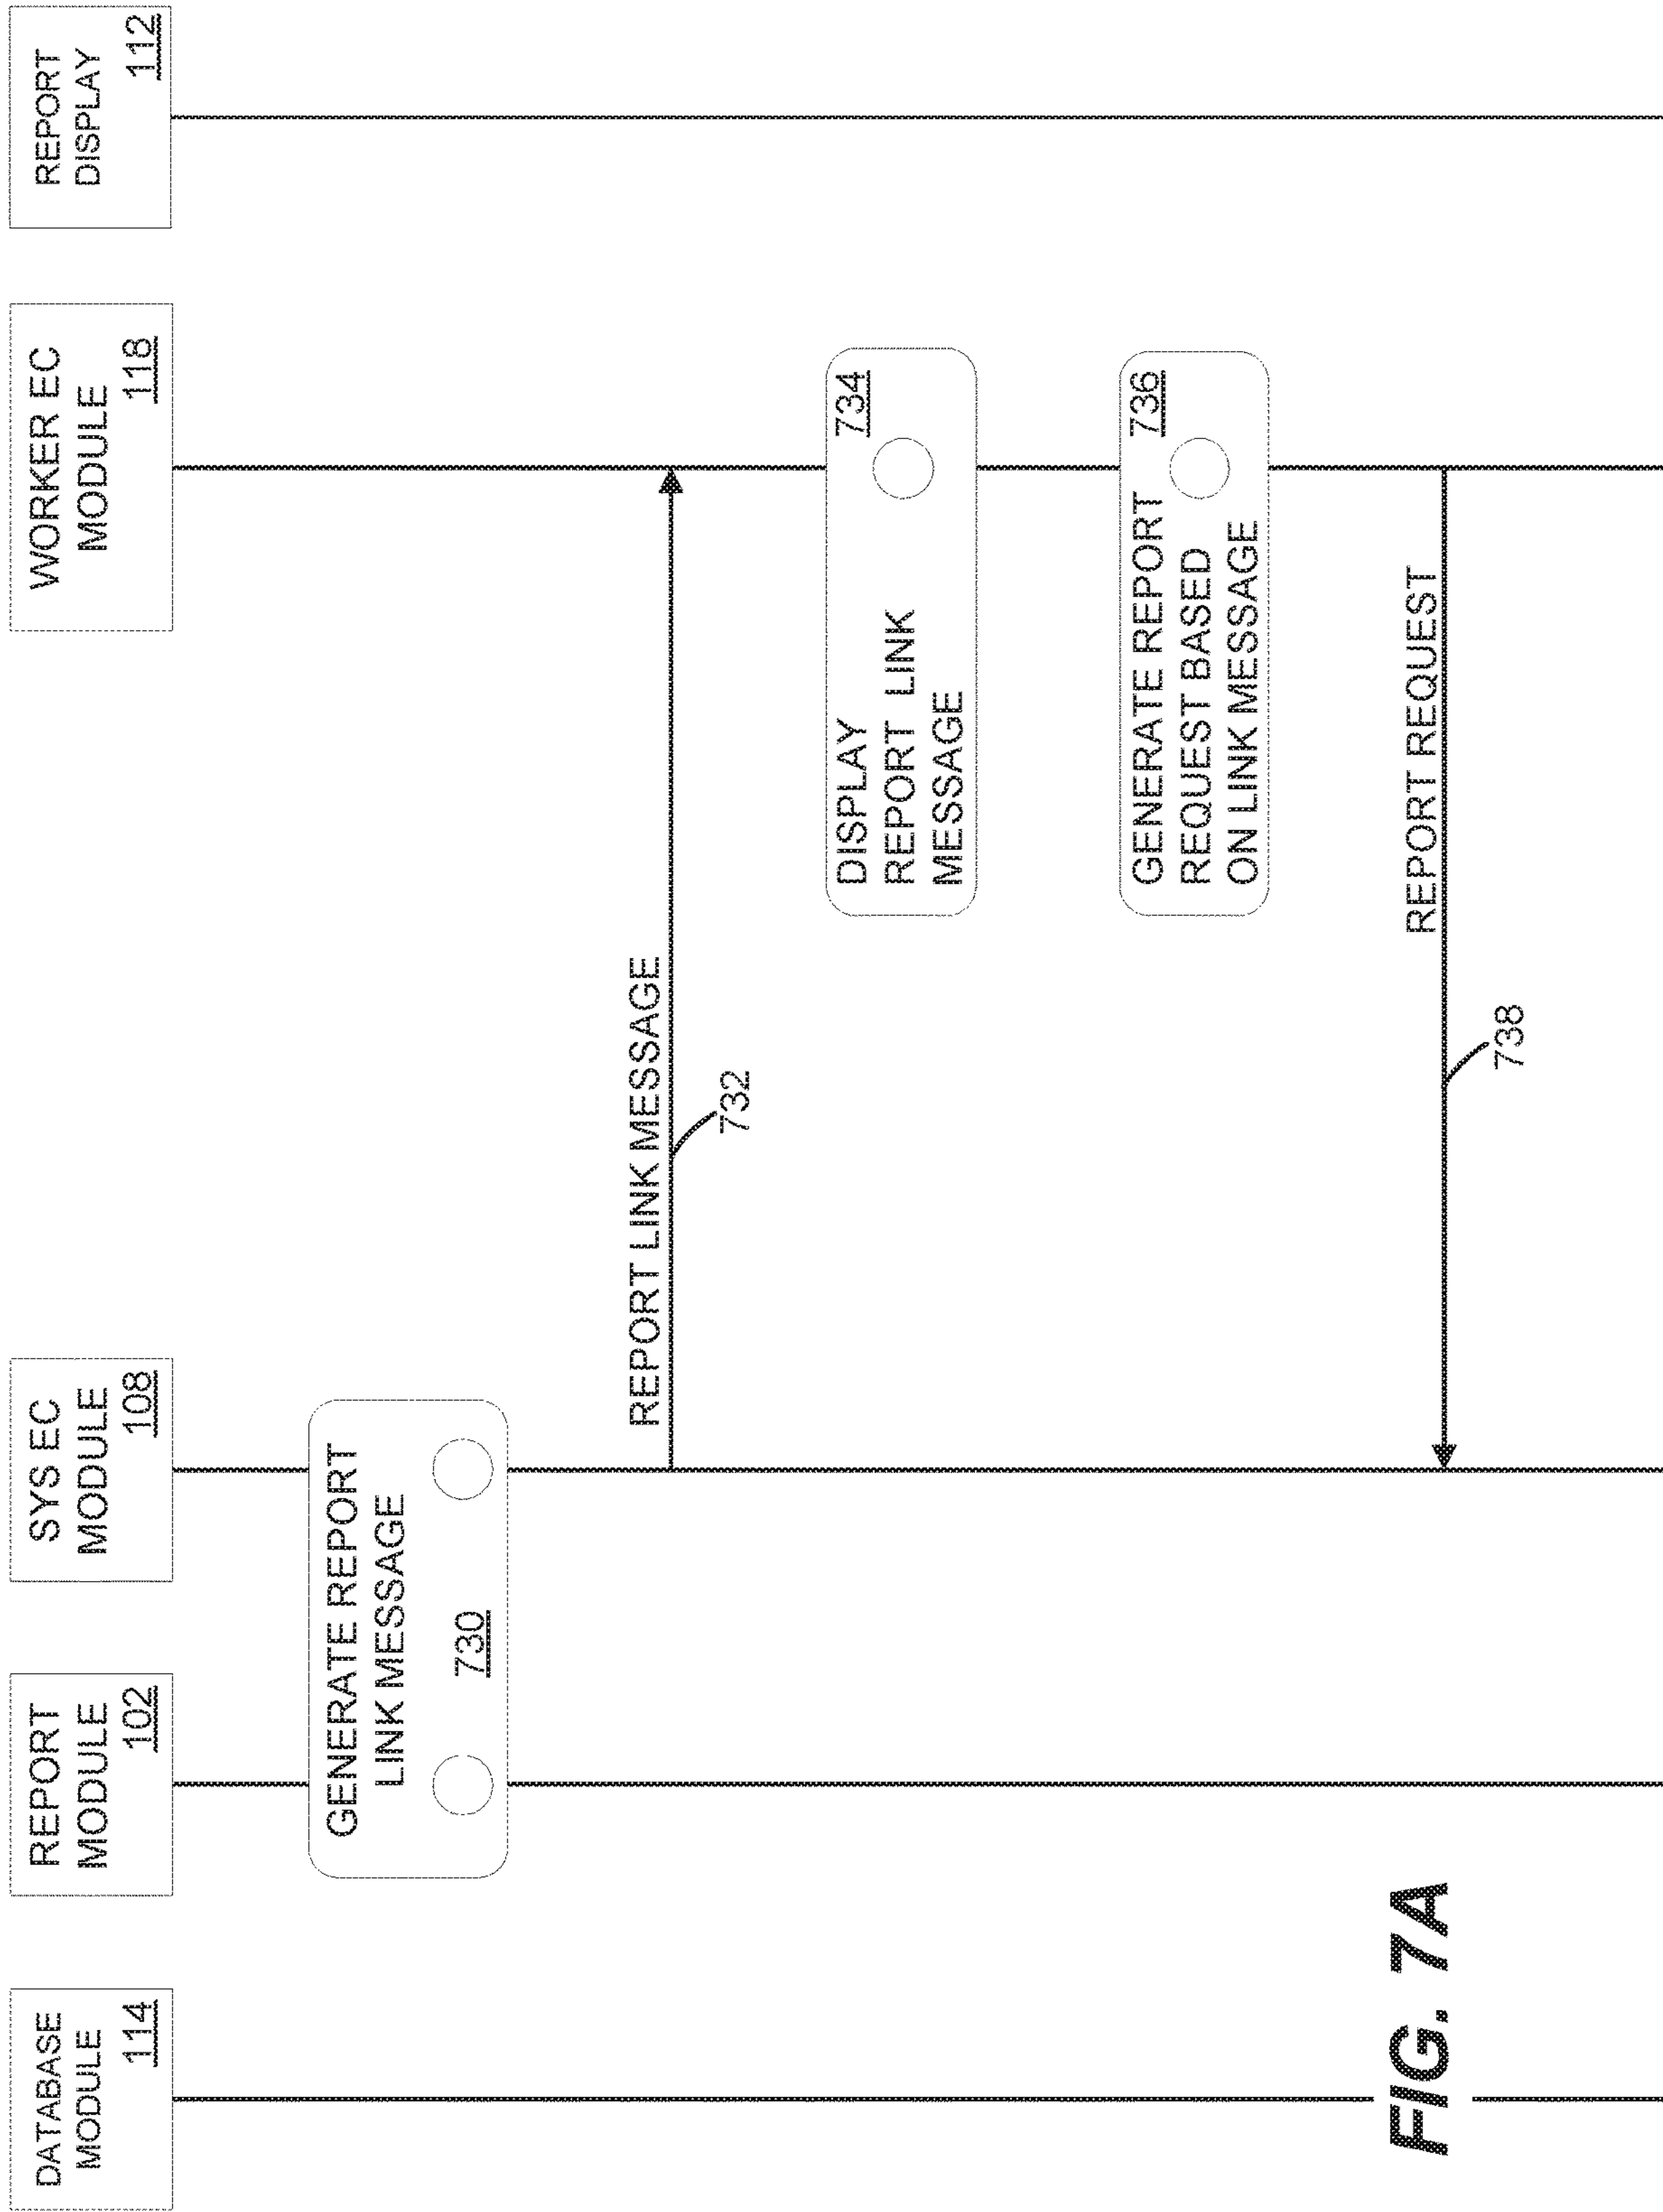 DATABASE
MODULE
114
REPORT
MODULE
102
SYS EC
MODULE
108
WORKER EC
MODULE
118
REPORT
DISPLAY
112
GENERATE REPORT
LINK MESSAGE
730
REPORT LINK MESSAGE
732
DISPLAY
REPORT LINK
MESSAGE
734
GENERATE REPORT
REQUEST BASED
ON LINK MESSAGE
736
REPORT REQUEST
738
FIG. 7A